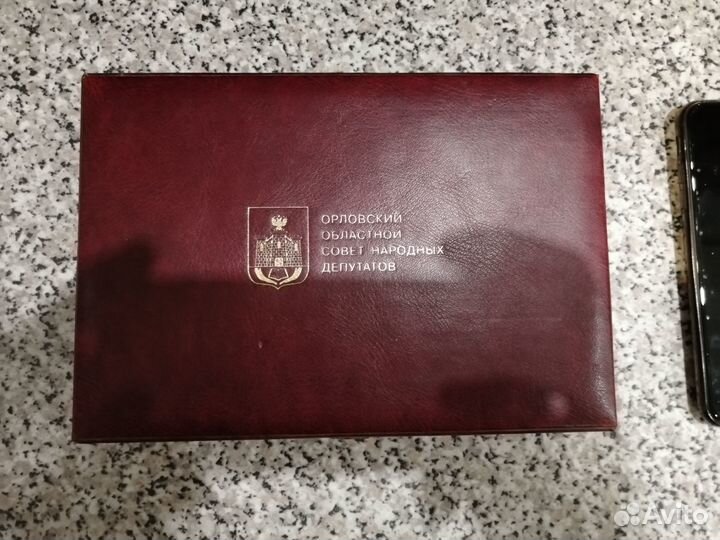 ОРЛОВСКИЙ
ОБЛАСТНОЙ
СОВЕТ НАРОДНЫХ
ДЕПУТАТОВ
Avito